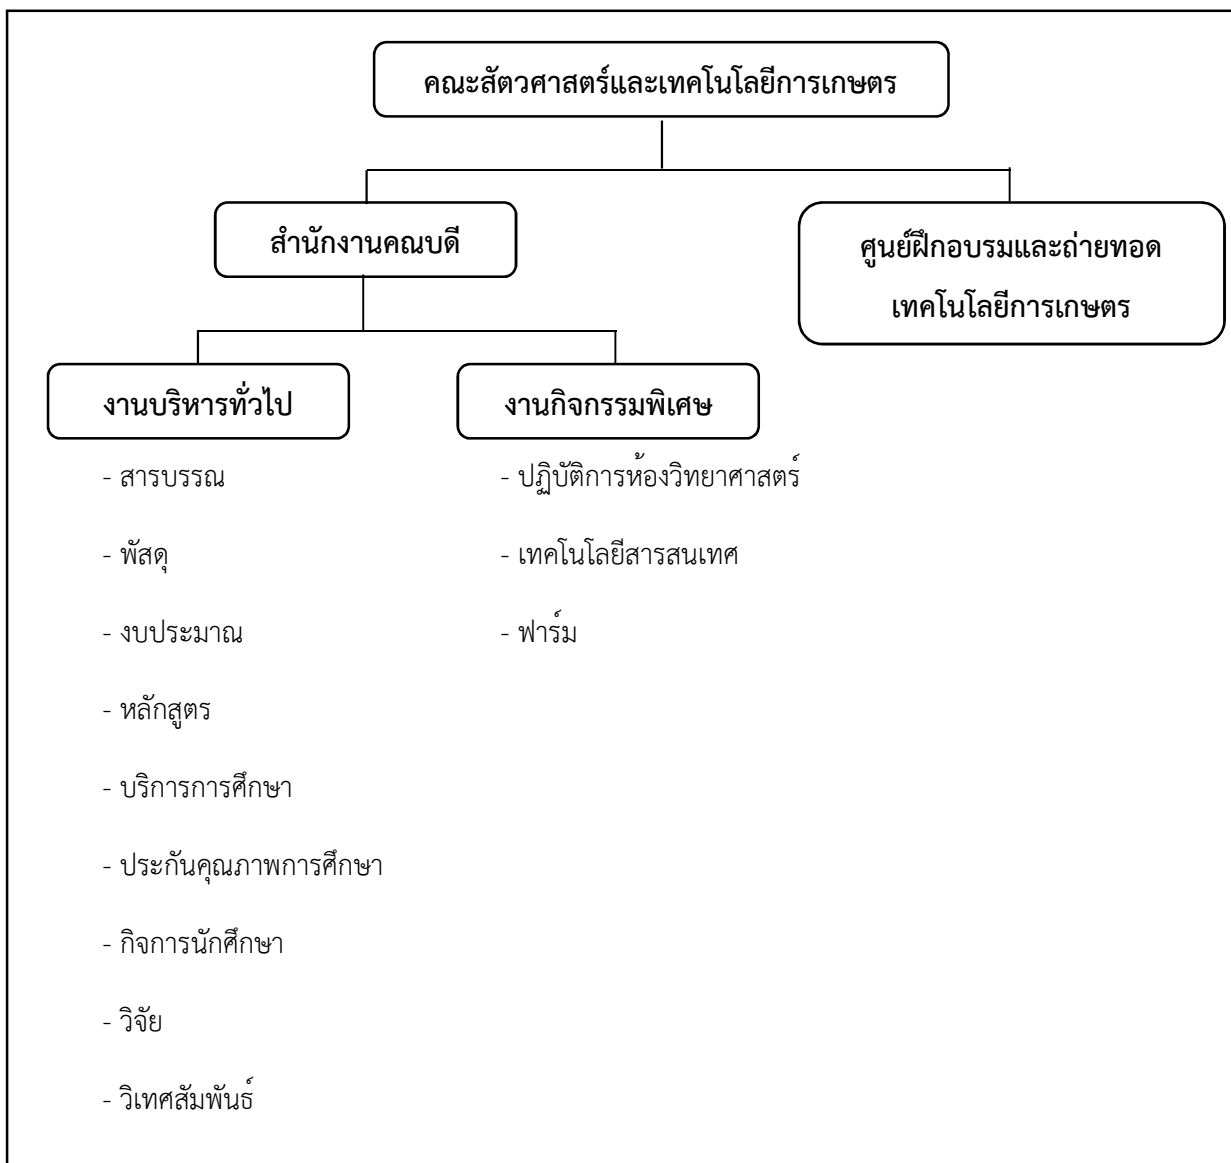 คณะสัตวศาสตร์และเทคโนโลยีการเกษตร
สำนักงานคณบดี
ศูนย์ฝึกอบรมและถ่ายทอด
เทคโนโลยีการเกษตร
งานบริหารทั่วไป
- สารบรรณ
- พัสดุ
- งบประมาณ
- หลักสูตร
- บริการการศึกษา
- ประกันคุณภาพการศึกษา
- กิจการนักศึกษา
- วิจัย
- วิเทศสัมพันธ์
งานกิจกรรมพิเศษ
- ปฏิบัติการห้องวิทยาศาสตร์
- เทคโนโลยีสารสนเทศ
- ฟาร์ม